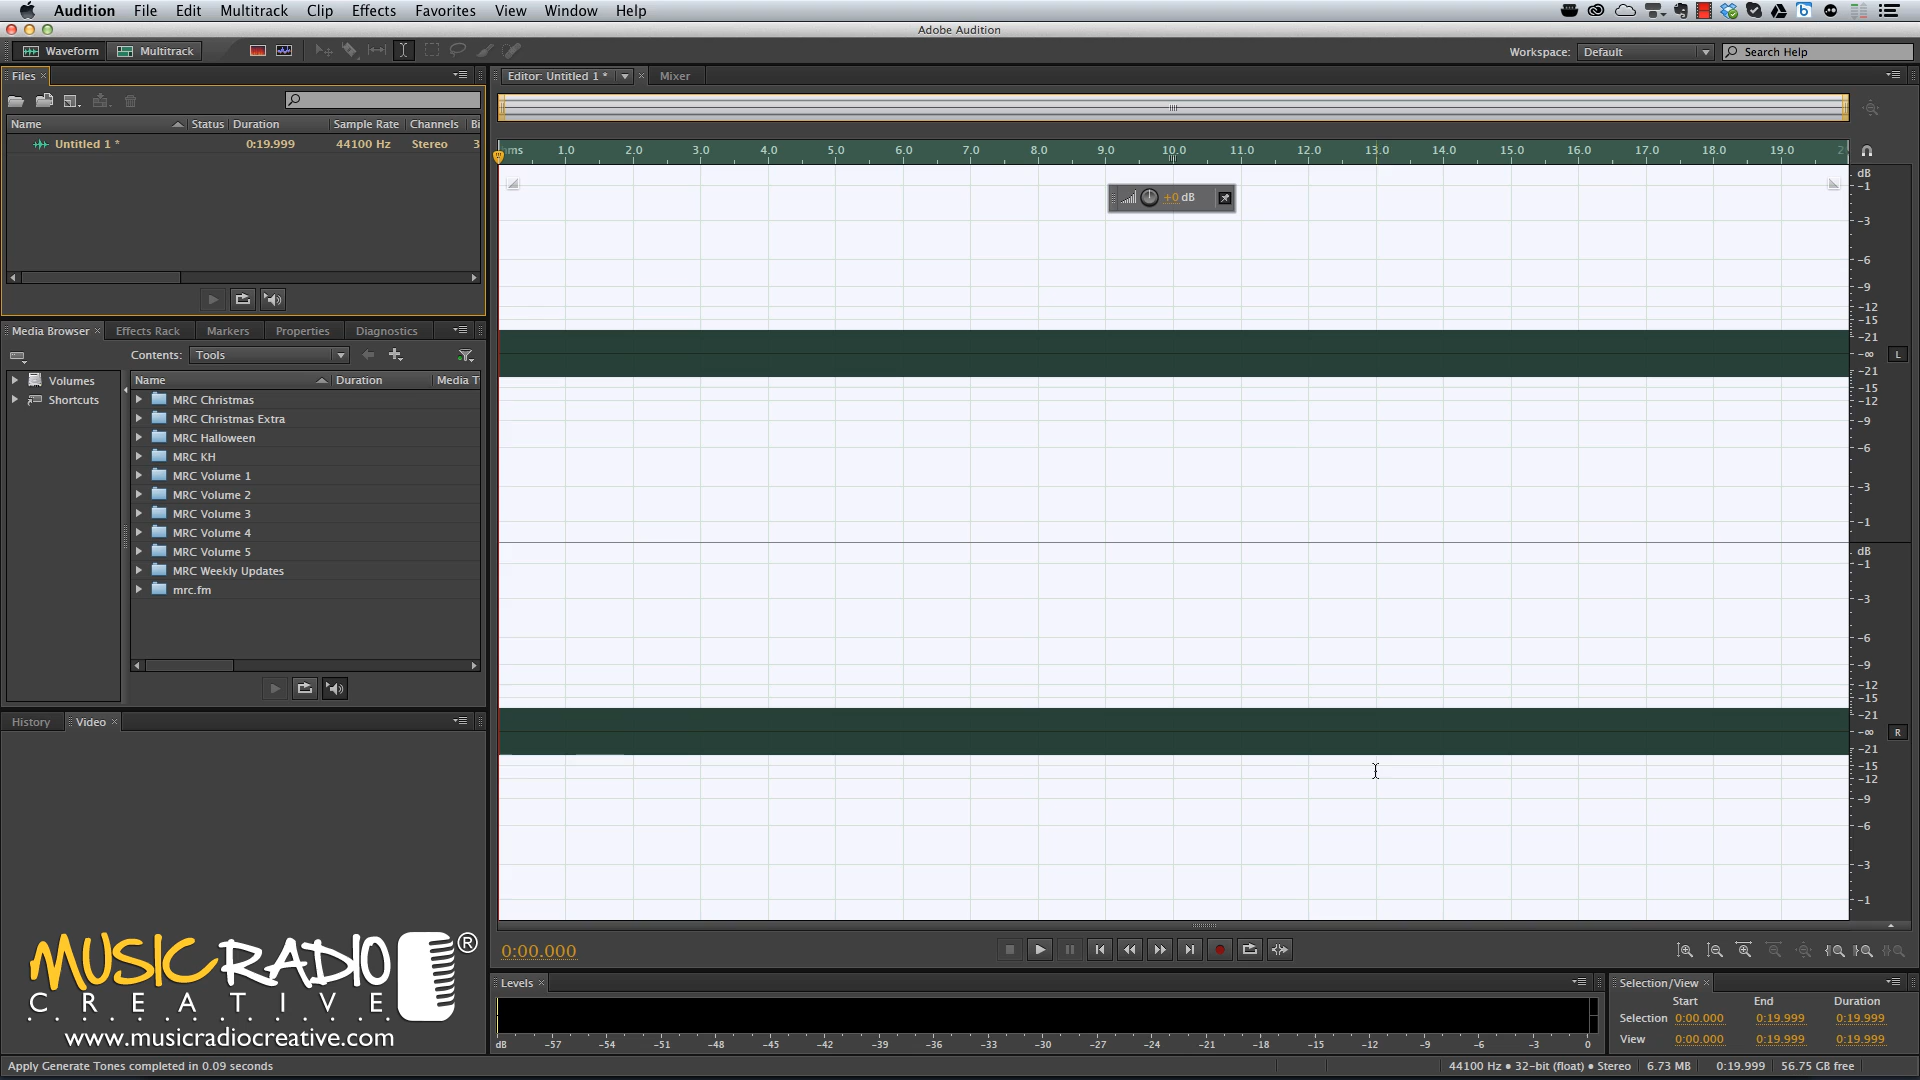 Audition File Edit Multitrack Clip Effects Favorites View Window Help
Adobe Audition
Waveform Multitrack Workspace: Default Search Help
Files Editor: Untitled 1 * Mixer
Name Status Duration Sample Rate Channels Bi
Untitled 1 * 0:19.999 44100 Hz Stereo 3
1.0 2.0 3.0 4.0 5.0 6.0 7.0 8.0 9.0 10.0 11.0 12.0 13.0 14.0 15.0 16.0 17.0 18.0 19.0
+0 dB
dB
-1
-3
-6
-9
-12
-15
-21
-∞ L
-21
-15
-12
-9
-6
-3
-1
dB
-1
-3
-6
-9
-12
-15
-21
-∞ R
-21
-15
-12
-9
-6
-3
-1
Media Browser Effects Rack Markers Properties Diagnostics
Contents: Tools
Volumes
Shortcuts
Name Duration Media T
MRC Christmas
MRC Christmas Extra
MRC Halloween
MRC KH
MRC Volume 1
MRC Volume 2
MRC Volume 3
MRC Volume 4
MRC Volume 5
MRC Weekly Updates
mrc.fm
History Video
MUSIC RADIO ®
CREATIVE
www.musicradiocreative.com
0:00.000
Levels
dB -57 -54 -51 -48 -45 -42 -39 -36 -33 -30 -27 -24 -21 -18 -15 -12 -9 -6 -3 0
Selection/View
Start End Duration
Selection 0:00.000 0:19.999 0:19.999
View 0:00.000 0:19.999 0:19.999
Apply Generate Tones completed in 0.09 seconds
44100 Hz ● 32-bit (float) ● Stereo 6.73 MB 0:19.999 56.75 GB free